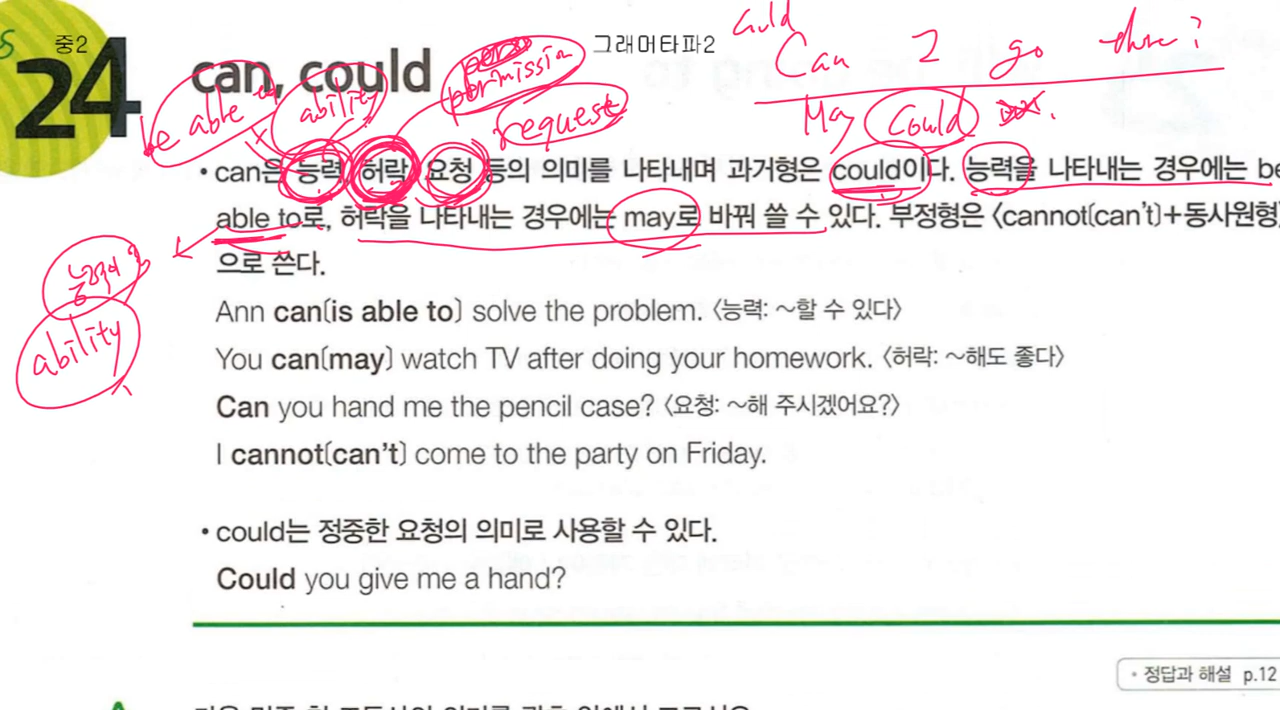 5
중2
그래머타파2
24
can, could
could
Can I go there?
May could
be able to
ability
permission
request
• can은 능력, 허락, 요청 등의 의미를 나타내며 과거형은 could이다. 능력을 나타내는 경우에는 be
able to로, 허락을 나타내는 경우에는 may로 바꿔 쓸 수 있다. 부정형은 〈cannot(can't)+동사원형〉
으로 쓴다.
ability
Ann can(is able to) solve the problem. 〈능력: ~할 수 있다〉
You can(may) watch TV after doing your homework. 〈허락: ~해도 좋다〉
Can you hand me the pencil case? 〈요청: ~해 주시겠어요?〉
I cannot(can't) come to the party on Friday.
• could는 정중한 요청의 의미로 사용할 수 있다.
Could you give me a hand?
• 정답과 해설 p.12